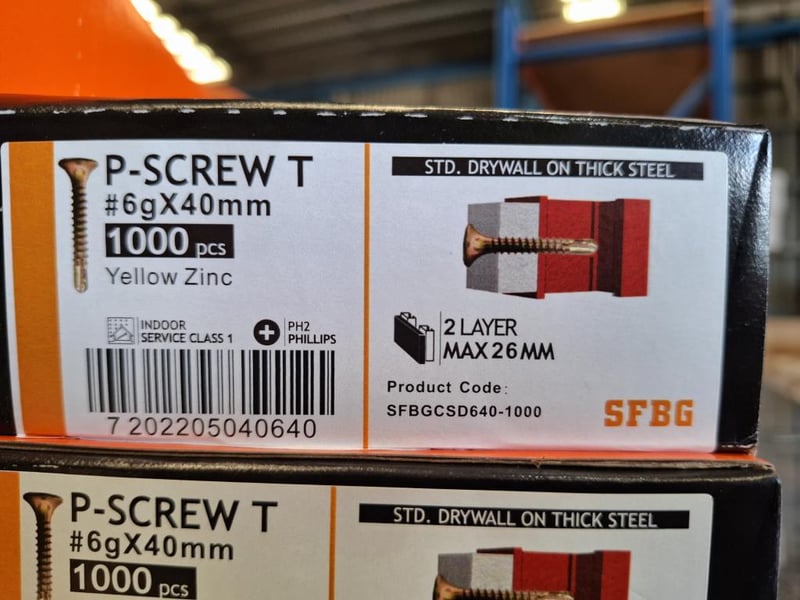 P-SCREW T
#6gX40mm
1000 pcs
Yellow Zinc
INDOOR
SERVICE CLASS 1
PH2
PHILLIPS
7 202205 040640
STD. DRYWALL ON THICK STEEL
2 LAYER
MAX 26 MM
Product Code:
SFBGCSD640-1000
SFBG
P-SCREW T
#6gX40mm
1000 pcs
STD. DRYWALL ON THICK STEEL